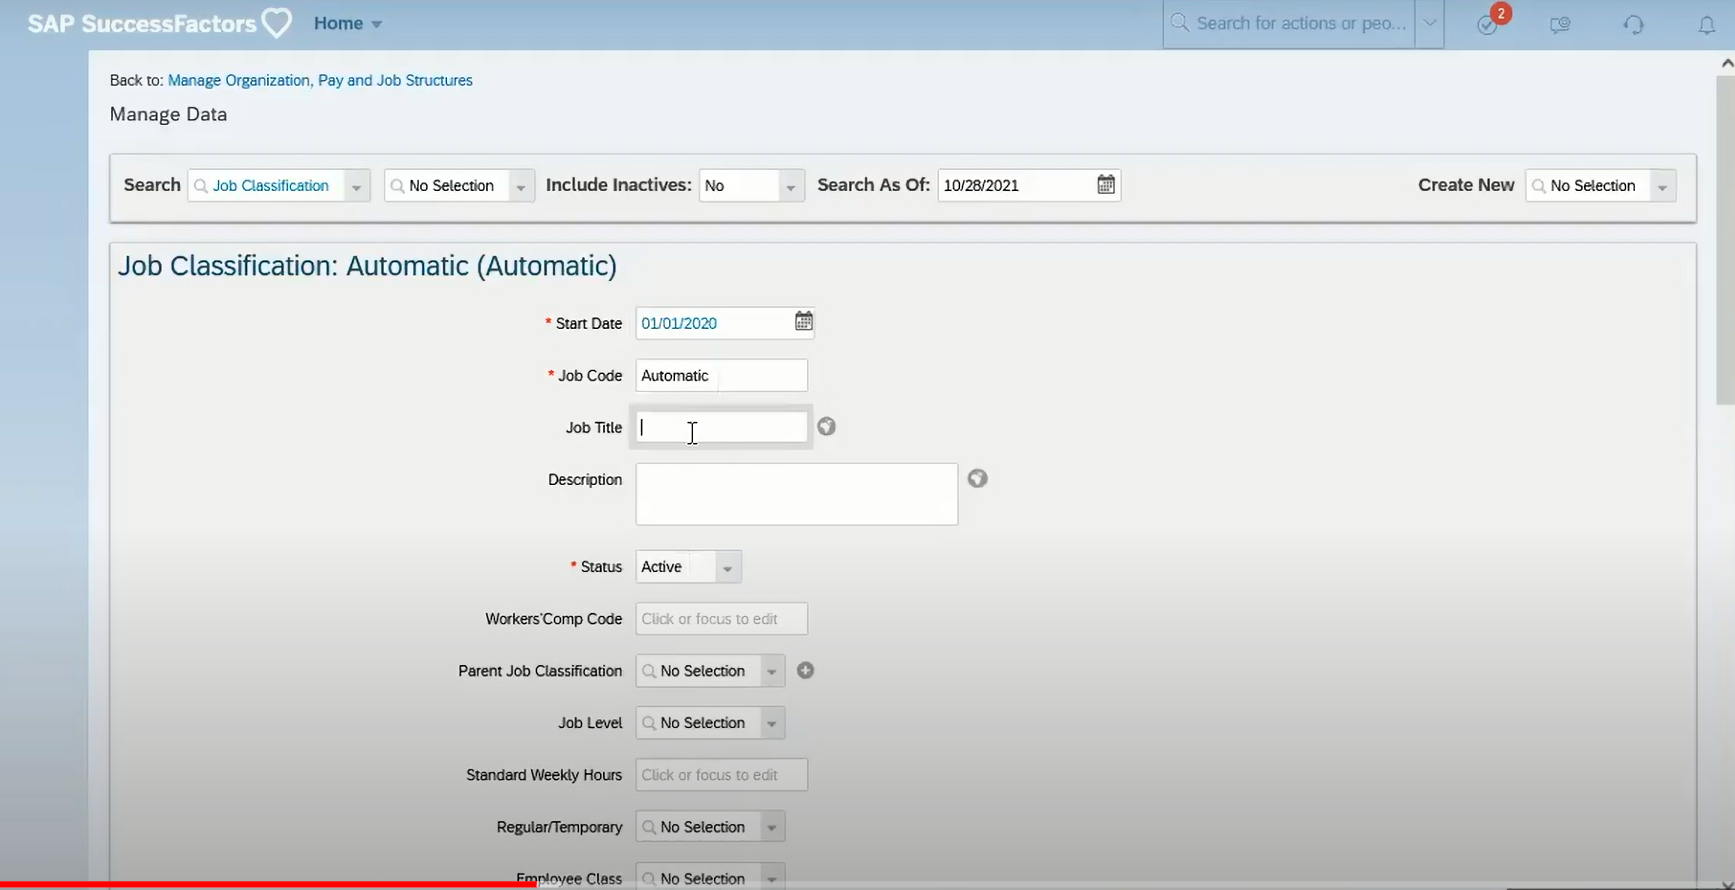 SAP SuccessFactors Home Search for actions or peo... 2
Back to: Manage Organization, Pay and Job Structures
Manage Data
Search Job Classification No Selection Include Inactives: No Search As Of: 10/28/2021 Create New No Selection
Job Classification: Automatic (Automatic)
* Start Date 01/01/2020
* Job Code Automatic
Job Title
Description
* Status Active
Workers'Comp Code Click or focus to edit
Parent Job Classification No Selection
Job Level No Selection
Standard Weekly Hours Click or focus to edit
Regular/Temporary No Selection
Employee Class No Selection